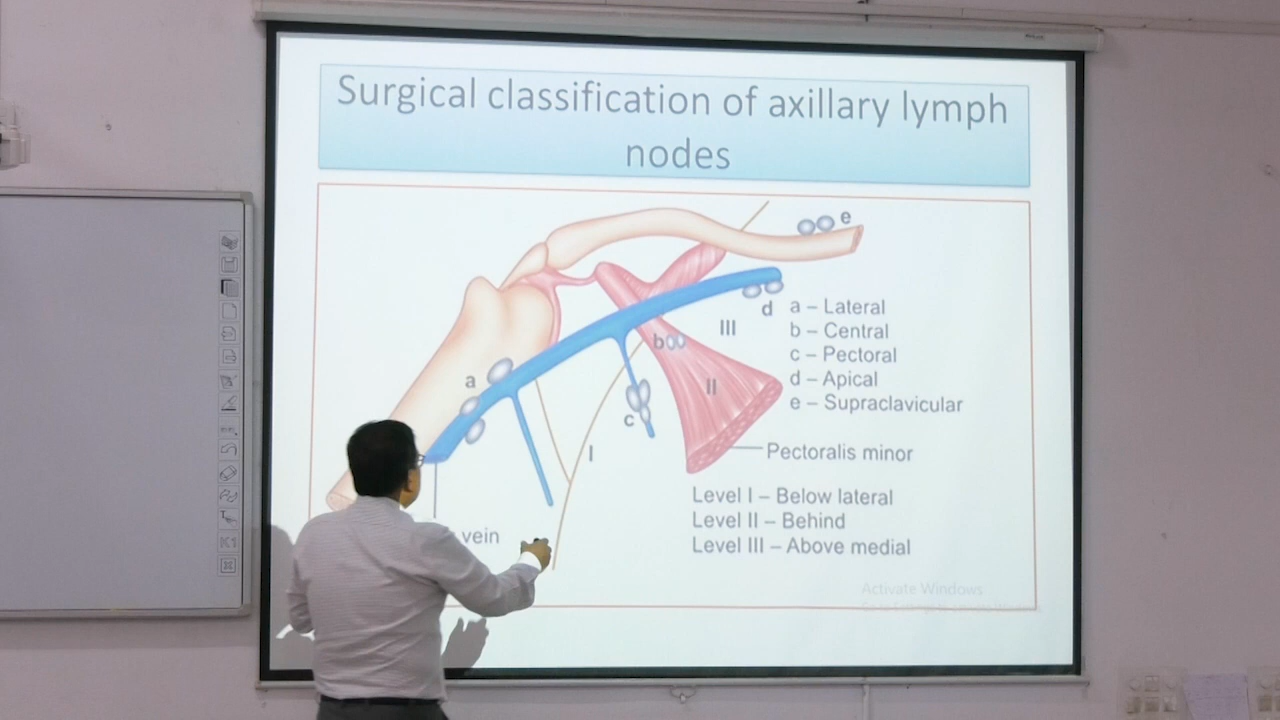 Surgical classification of axillary lymph
nodes
e
d
III
a – Lateral
b – Central
c – Pectoral
d – Apical
e – Supraclavicular
b
a
II
c
I
Pectoralis minor
Level I – Below lateral
Level II – Behind
Level III – Above medial
vein
Activate Windows